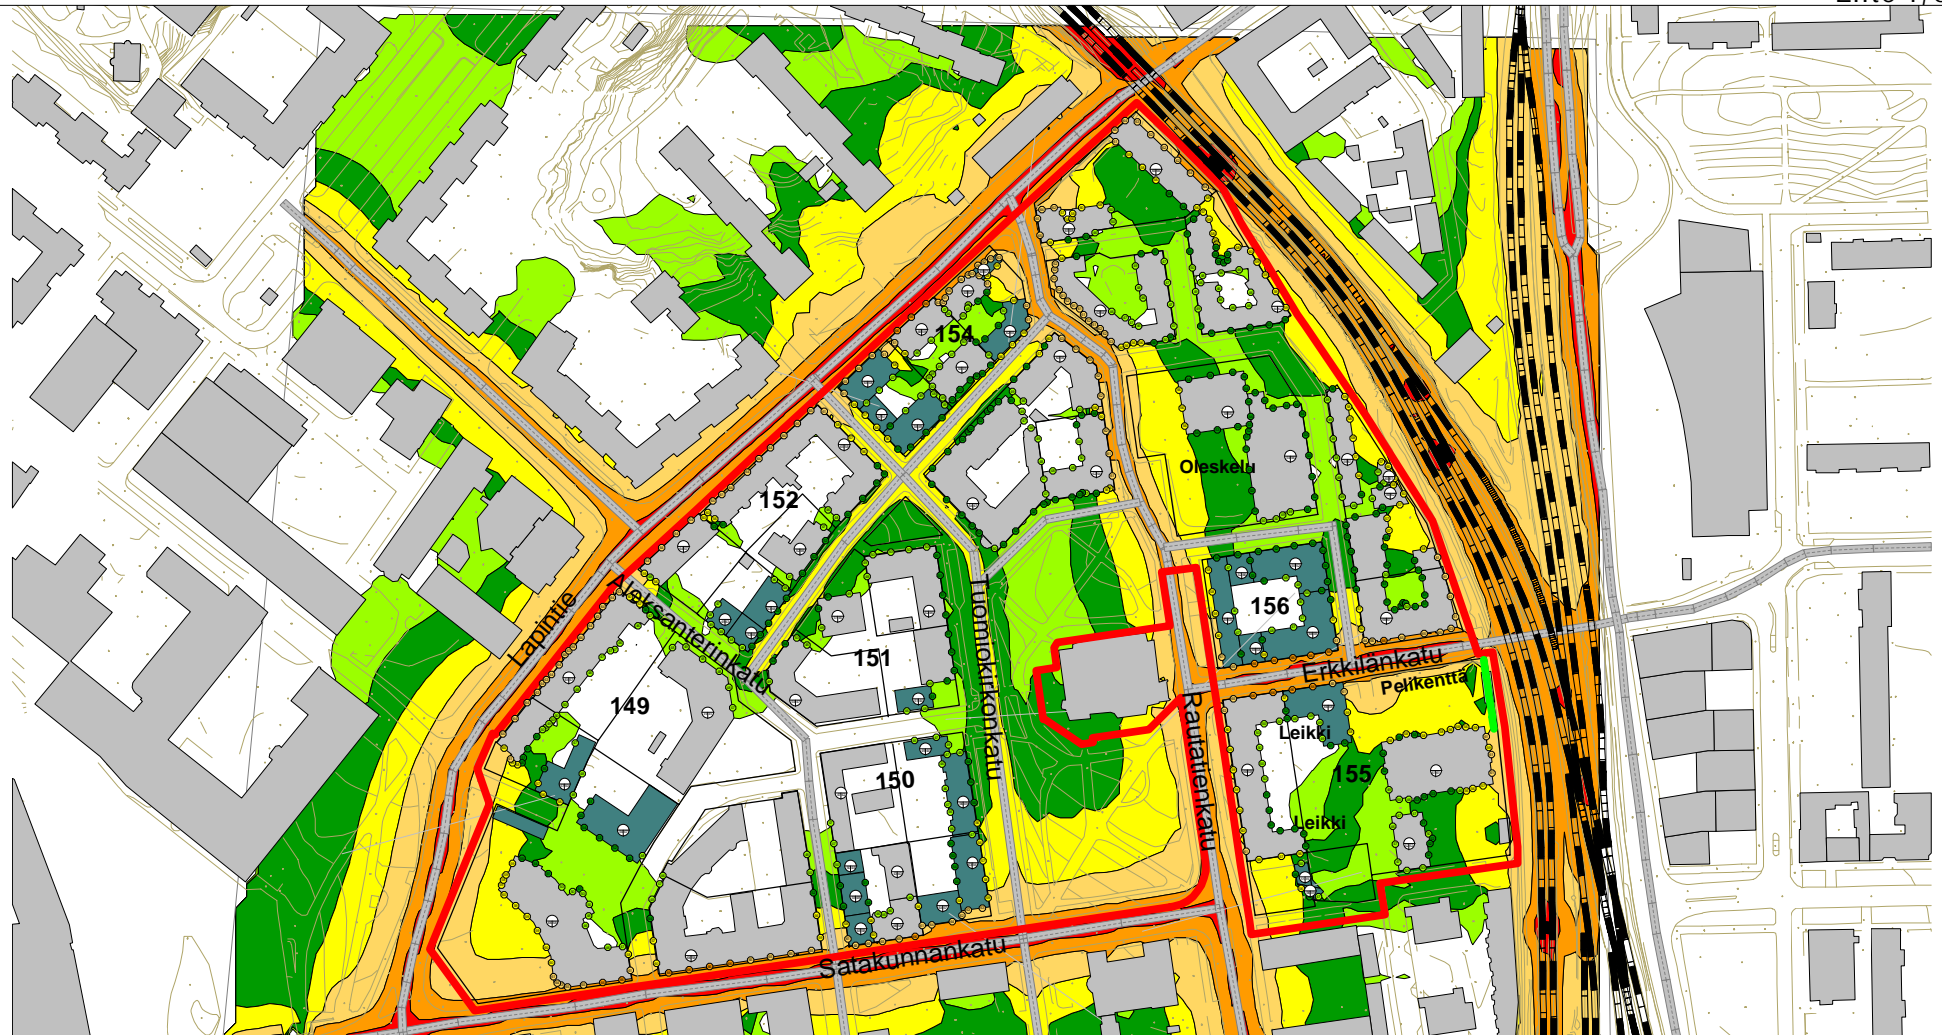 154
Oleskelu
152
Lapintie
Aleksanterinkatu
Tuomiokirkonkatu
156
151
Erkkilänkatu
Pelikenttä
149
Rautatienkatu
Leikki
155
150
Leikki
Satakunnankatu